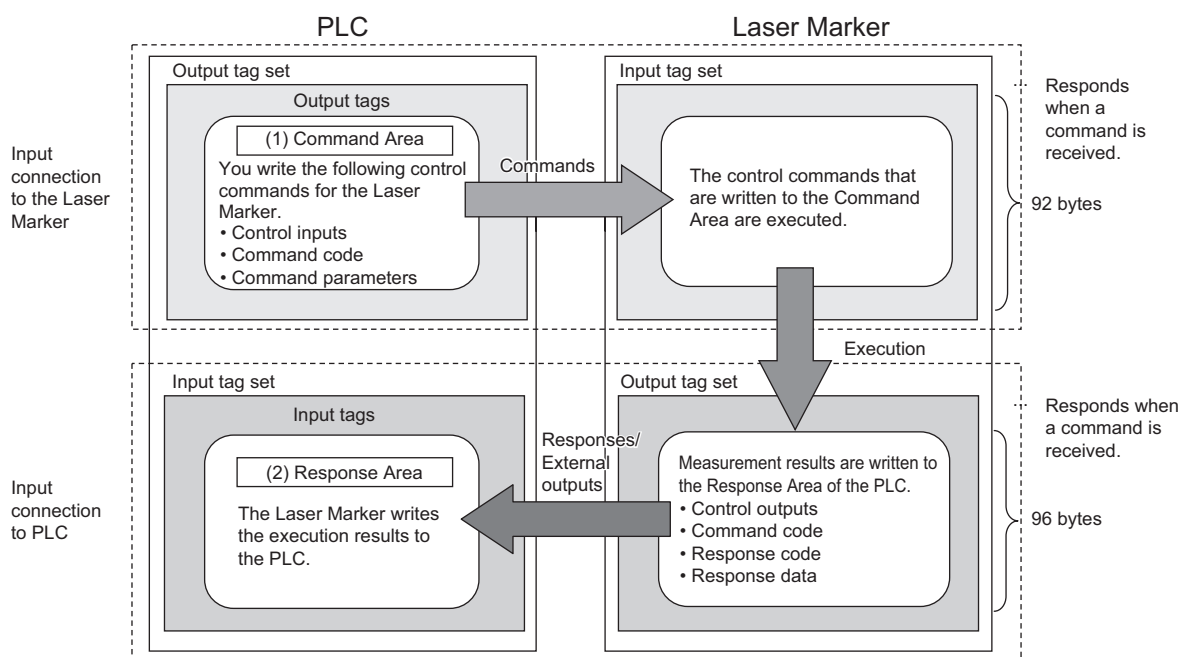 PLC
Laser Marker
Output tag set
Output tags
(1) Command Area
You write the following control
commands for the Laser
Marker.
• Control inputs
• Command code
• Command parameters
Input
connection
to the Laser
Marker
Commands
Input tag set
The control commands that
are written to the Command
Area are executed.
Responds
when a
command is
received.
92 bytes
Execution
Input tag set
Input tags
(2) Response Area
The Laser Marker writes
the execution results to
the PLC.
Input
connection
to PLC
Responses/
External
outputs
Output tag set
Measurement results are written to
the Response Area of the PLC.
• Control outputs
• Command code
• Response code
• Response data
Responds when
a command is
received.
96 bytes